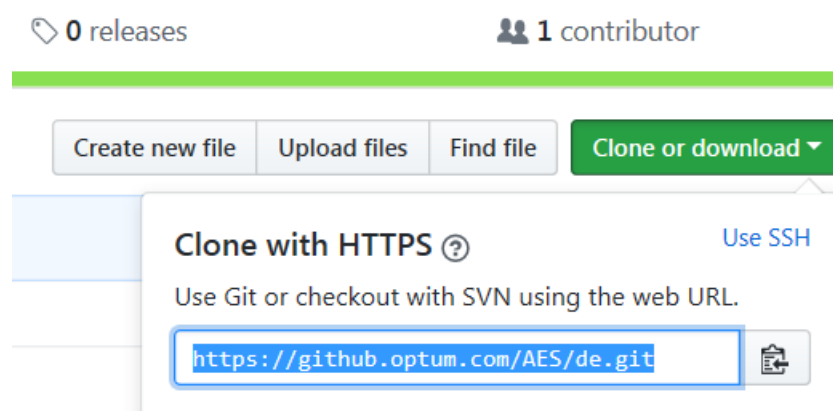 0 releases
1 contributor
Create new file
Upload files
Find file
Clone or download
Clone with HTTPS
Use SSH
Use Git or checkout with SVN using the web URL.
https://github.optum.com/AES/de.git